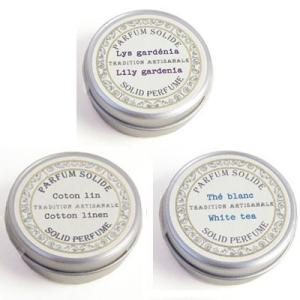 PARFUM SOLIDE
Lys gardénia
TRADITION ARTISANALE
Lily gardenia
SOLID PERFUME
PARFUM SOLIDE
Coton lin
TRADITION ARTISANALE
Cotton linen
SOLID PERFUME
PARFUM SOLIDE
Thé blanc
TRADITION ARTISANALE
White tea
SOLID PERFUME